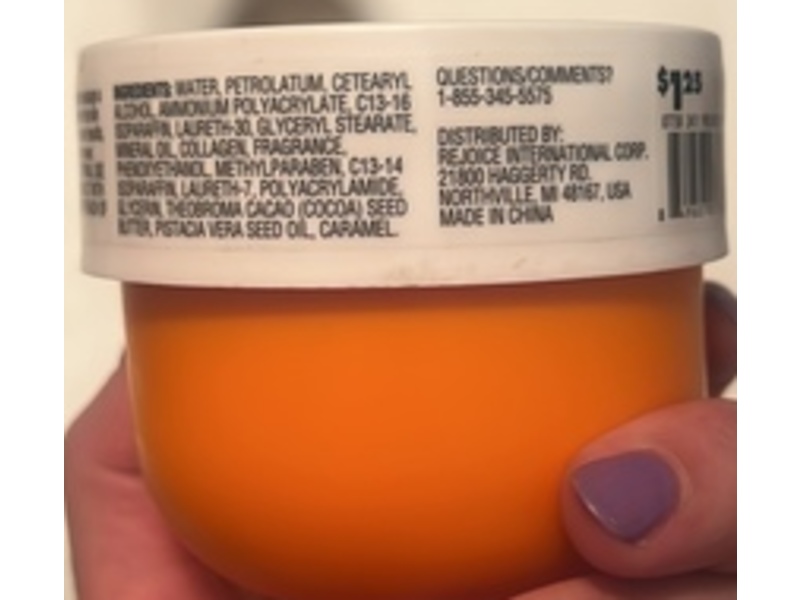 INGREDIENTS: WATER, PETROLATUM, CETEARYL
ALCOHOL, AMMONIUM POLYACRYLATE, C13-16
ISOPARAFFIN, LAURETH-30, GLYCERYL STEARATE,
MINERAL OIL, COLLAGEN, FRAGRANCE,
PHENOXYETHANOL, METHYLPARABEN, C13-14
ISOPARAFFIN, LAURETH-7, POLYACRYLAMIDE,
GLYCERIN, THEOBROMA CACAO (COCOA) SEED
BUTTER, PISTACIA VERA SEED OIL, CARAMEL.
QUESTIONS/COMMENTS?
1-855-345-5575
DISTRIBUTED BY:
REJOICE INTERNATIONAL CORP.
21800 HAGGERTY RD.
NORTHVILLE, MI 48167, USA
MADE IN CHINA
$1.25